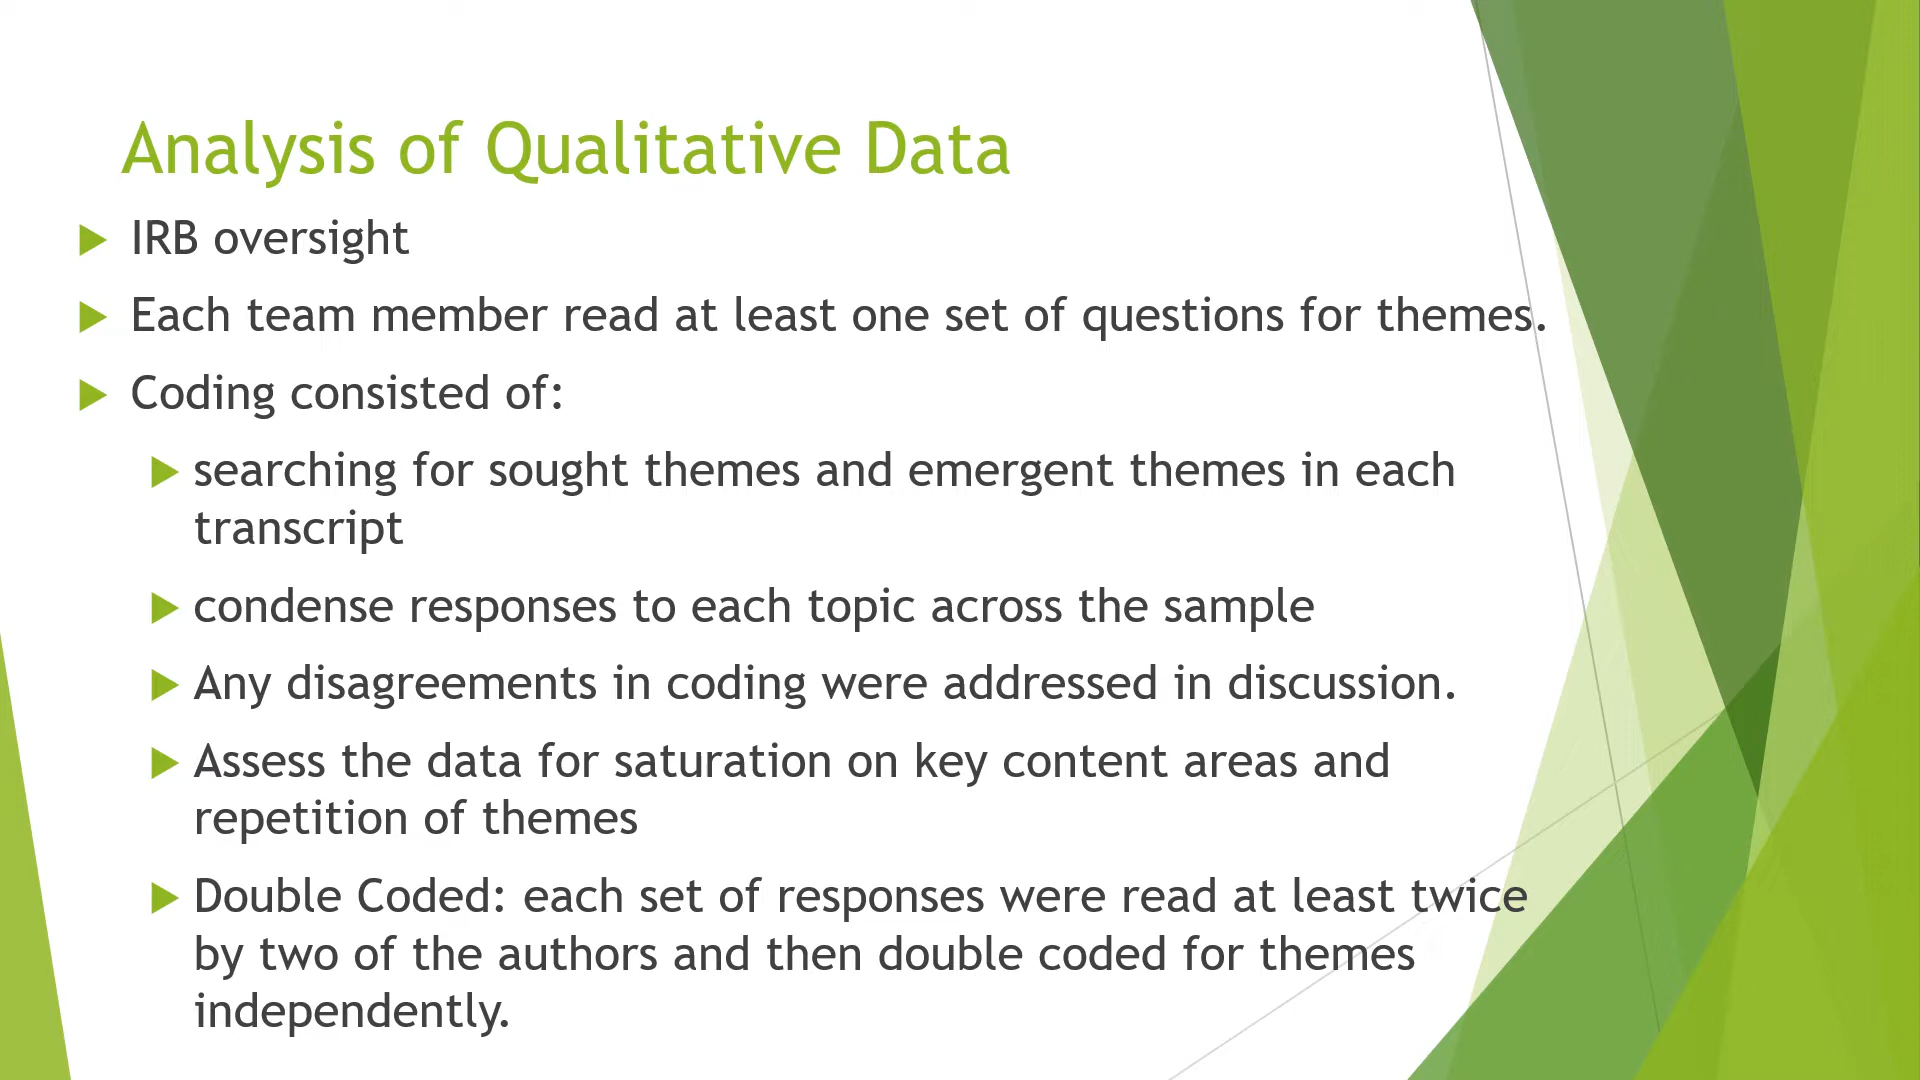 Analysis of Qualitative Data
IRB oversight
Each team member read at least one set of questions for themes.
Coding consisted of:
searching for sought themes and emergent themes in each
transcript
condense responses to each topic across the sample
Any disagreements in coding were addressed in discussion.
Assess the data for saturation on key content areas and
repetition of themes
Double Coded: each set of responses were read at least twice
by two of the authors and then double coded for themes
independently.